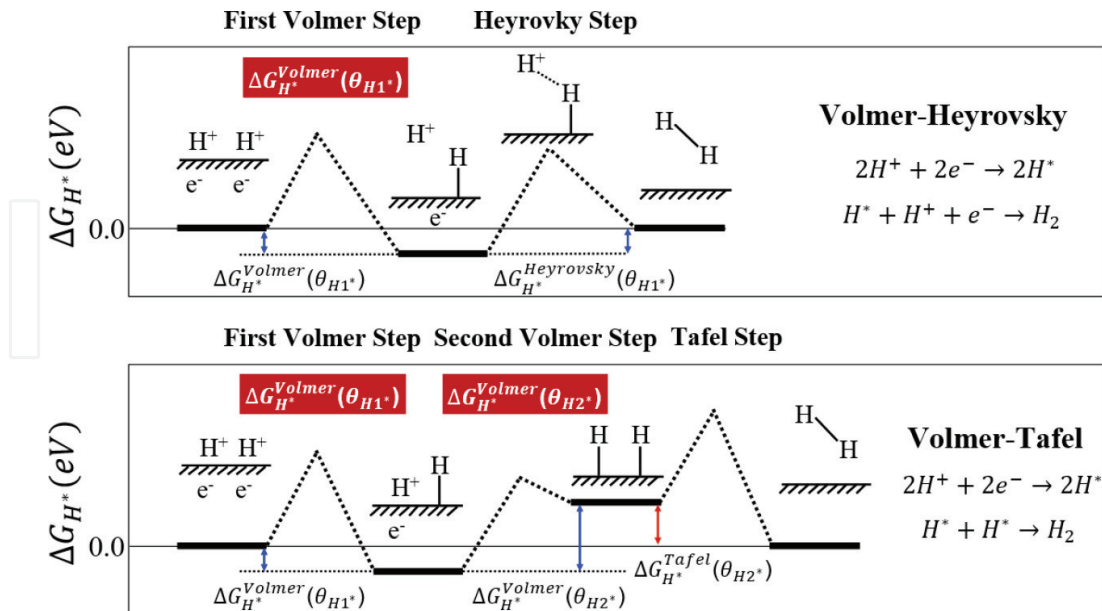 First Volmer Step Heyrovky Step
ΔG_{H*}^{Volmer}(θ_{H1*})
H⁺ H⁺
e⁻ e⁻
H⁺
H
e⁻
H⁺
H
H
H
ΔG_{H*}(eV)
0.0
ΔG_{H*}^{Volmer}(θ_{H1*})
ΔG_{H*}^{Heyrovsky}(θ_{H1*})
Volmer-Heyrovsky
2H⁺ + 2e⁻ → 2H*
H* + H⁺ + e⁻ → H₂
First Volmer Step Second Volmer Step Tafel Step
ΔG_{H*}^{Volmer}(θ_{H1*})
ΔG_{H*}^{Volmer}(θ_{H2*})
H⁺ H⁺
e⁻ e⁻
H⁺ H
e⁻
H H
H
H
ΔG_{H*}(eV)
0.0
ΔG_{H*}^{Volmer}(θ_{H1*})
ΔG_{H*}^{Volmer}(θ_{H2*})
ΔG_{H*}^{Tafel}(θ_{H2*})
Volmer-Tafel
2H⁺ + 2e⁻ → 2H*
H* + H* → H₂